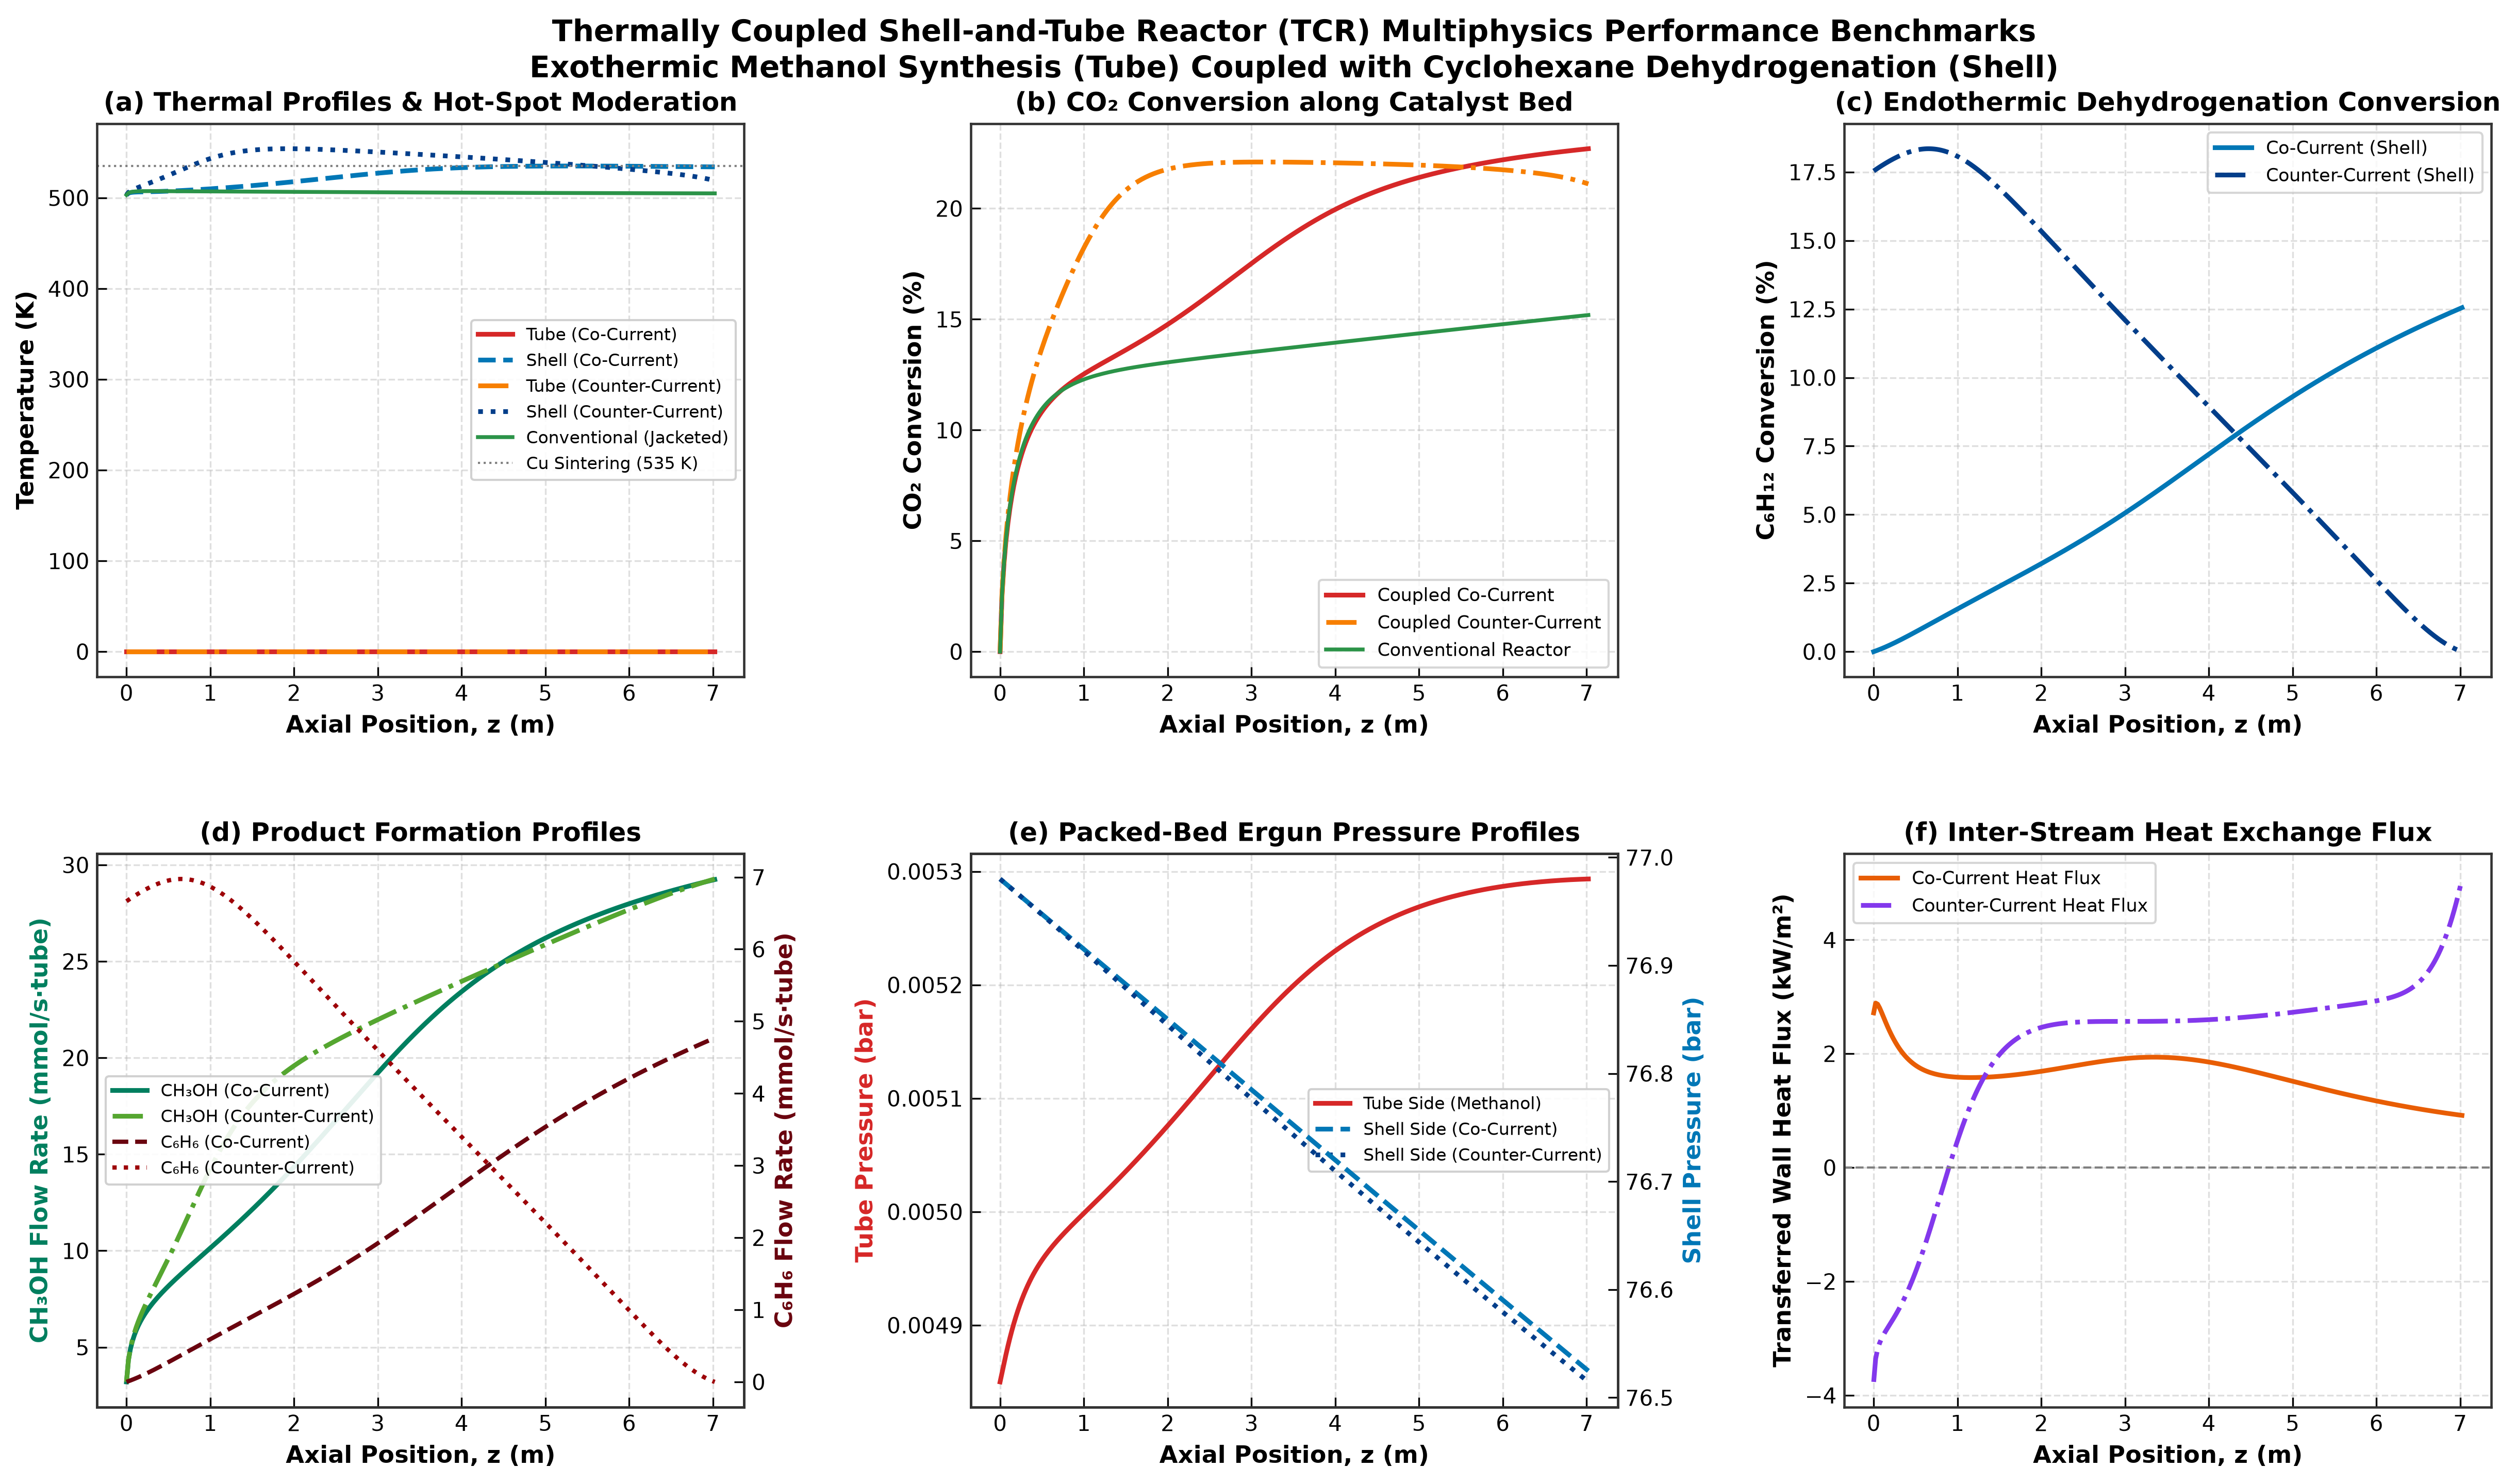 Thermally Coupled Shell-and-Tube Reactor (TCR) Multiphysics Performance Benchmarks
Exothermic Methanol Synthesis (Tube) Coupled with Cyclohexane Dehydrogenation (Shell)
(a) Thermal Profiles & Hot-Spot Moderation
Temperature (K)
500
400
300
200
100
0
Tube (Co-Current)
Shell (Co-Current)
Tube (Counter-Current)
Shell (Counter-Current)
Conventional (Jacketed)
Cu Sintering (535 K)
0 1 2 3 4 5 6 7
Axial Position, z (m)
(b) CO₂ Conversion along Catalyst Bed
CO₂ Conversion (%)
20
15
10
5
0
Coupled Co-Current
Coupled Counter-Current
Conventional Reactor
0 1 2 3 4 5 6 7
Axial Position, z (m)
(c) Endothermic Dehydrogenation Conversion
C₆H₁₂ Conversion (%)
17.5
15.0
12.5
10.0
7.5
5.0
2.5
0.0
Co-Current (Shell)
Counter-Current (Shell)
0 1 2 3 4 5 6 7
Axial Position, z (m)
(d) Product Formation Profiles
CH₃OH Flow Rate (mmol/s·tube)
30
25
20
15
10
5
CH₃OH (Co-Current)
CH₃OH (Counter-Current)
C₆H₆ (Co-Current)
C₆H₆ (Counter-Current)
7
6
5
4
3
2
1
0
C₆H₆ Flow Rate (mmol/s·tube)
0 1 2 3 4 5 6 7
Axial Position, z (m)
(e) Packed-Bed Ergun Pressure Profiles
Tube Pressure (bar)
0.0053
0.0052
0.0051
0.0050
0.0049
Tube Side (Methanol)
Shell Side (Co-Current)
Shell Side (Counter-Current)
77.0
76.9
76.8
76.7
76.6
76.5
Shell Pressure (bar)
0 1 2 3 4 5 6 7
Axial Position, z (m)
(f) Inter-Stream Heat Exchange Flux
Transferred Wall Heat Flux (kW/m²)
4
2
0
−2
−4
Co-Current Heat Flux
Counter-Current Heat Flux
0 1 2 3 4 5 6 7
Axial Position, z (m)